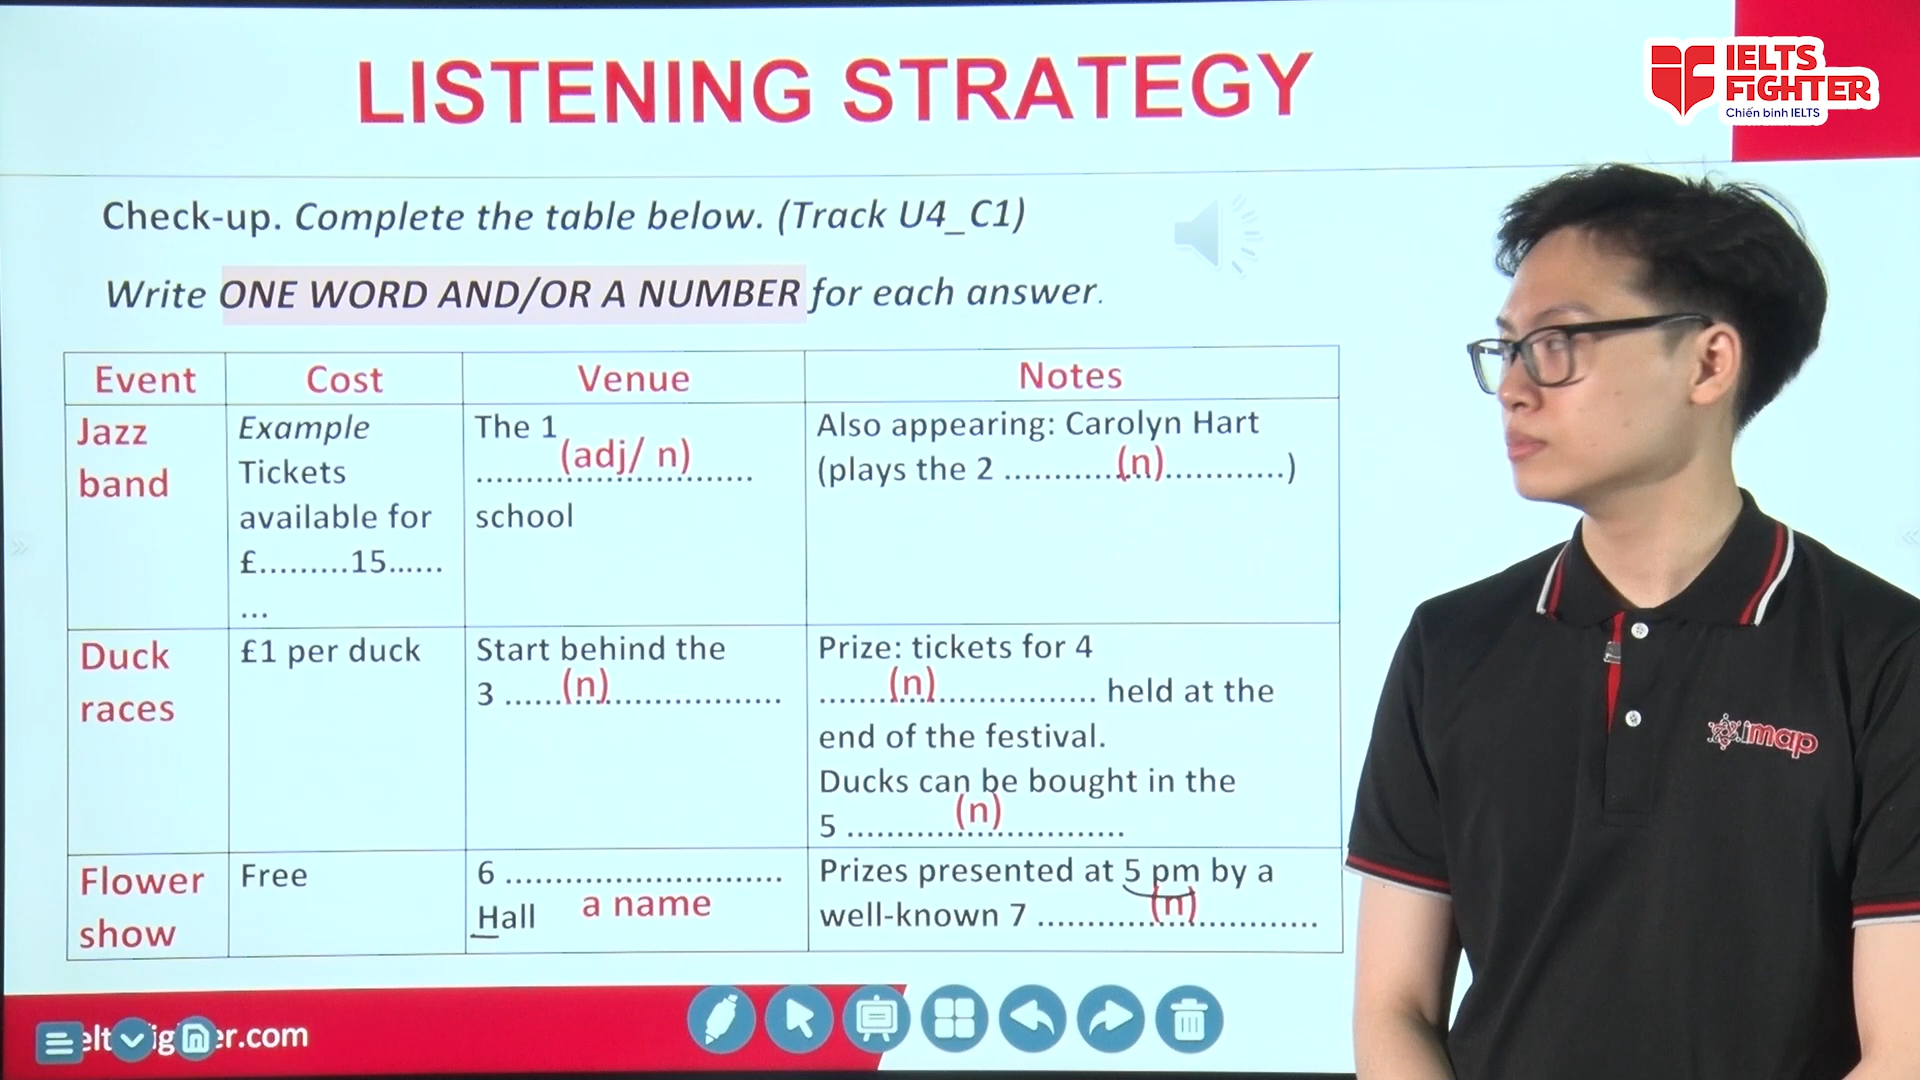 LISTENING STRATEGY
IELTS
FIGHTER
Chiến binh IELTS
Check-up. Complete the table below. (Track U4_C1)
Write ONE WORD AND/OR A NUMBER for each answer.
Event Cost Venue Notes
Jazz
band
Example
Tickets
available for
£.........15......
...
The 1
(adj/ n)
............................
school
Also appearing: Carolyn Hart
(plays the 2 ............(n)............)
Duck
races
£1 per duck
Start behind the
3 ......(n)..................
Prize: tickets for 4
.......(n)................ held at the
end of the festival.
Ducks can be bought in the
(n)
5 ............................
Flower
show
Free
6 ............................
Hall a name
Prizes presented at 5 pm by a
well-known 7 ............(n)............
imap
er.com